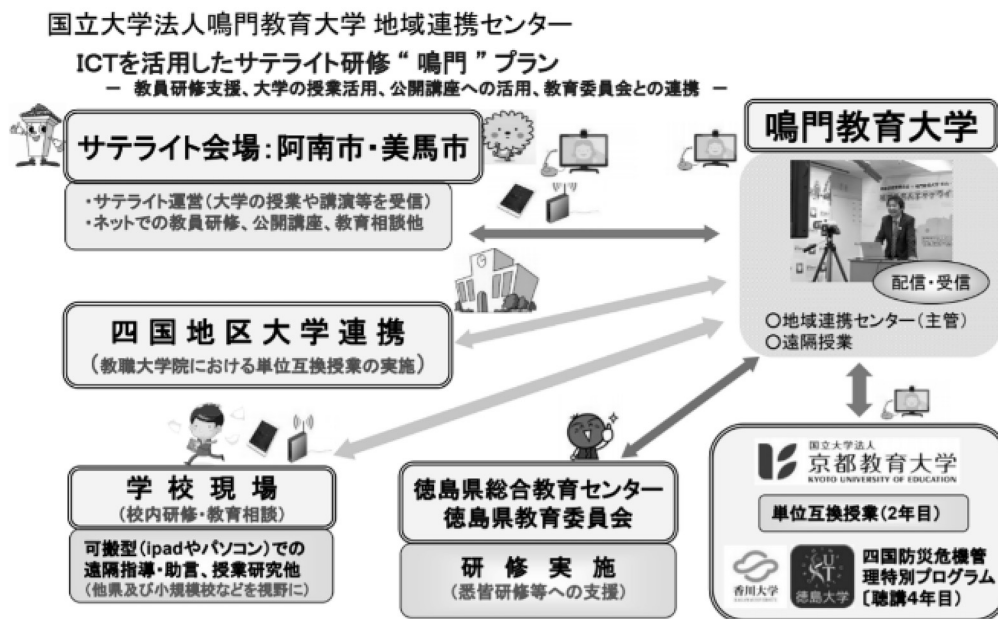 国立大学法人鳴門教育大学 地域連携センター
ICTを活用したサテライト研修“ 鳴門 ”プラン
－ 教員研修支援、大学の授業活用、公開講座への活用、教育委員会との連携 －
サテライト会場：阿南市・美馬市
・サテライト運営（大学の授業や講演等を受信）
・ネットでの教員研修、公開講座、教育相談他
鳴門教育大学
配信・受信
○地域連携センター（主管）
○遠隔授業
四国地区大学連携
（教職大学院における単位互換授業の実施）
学校現場
（校内研修・教育相談）
可搬型（ipadやパソコン）での
遠隔指導・助言、授業研究他
（他県及び小規模校などを視野に）
徳島県総合教育センター
徳島県教育委員会
研修実施
（悉皆研修等への支援）
国立大学法人
京都教育大学
KYOTO UNIVERSITY OF EDUCATION
単位互換授業（2年目）
香川大学
徳島大学
四国防災危機管
理特別プログラム
〔聴講4年目〕